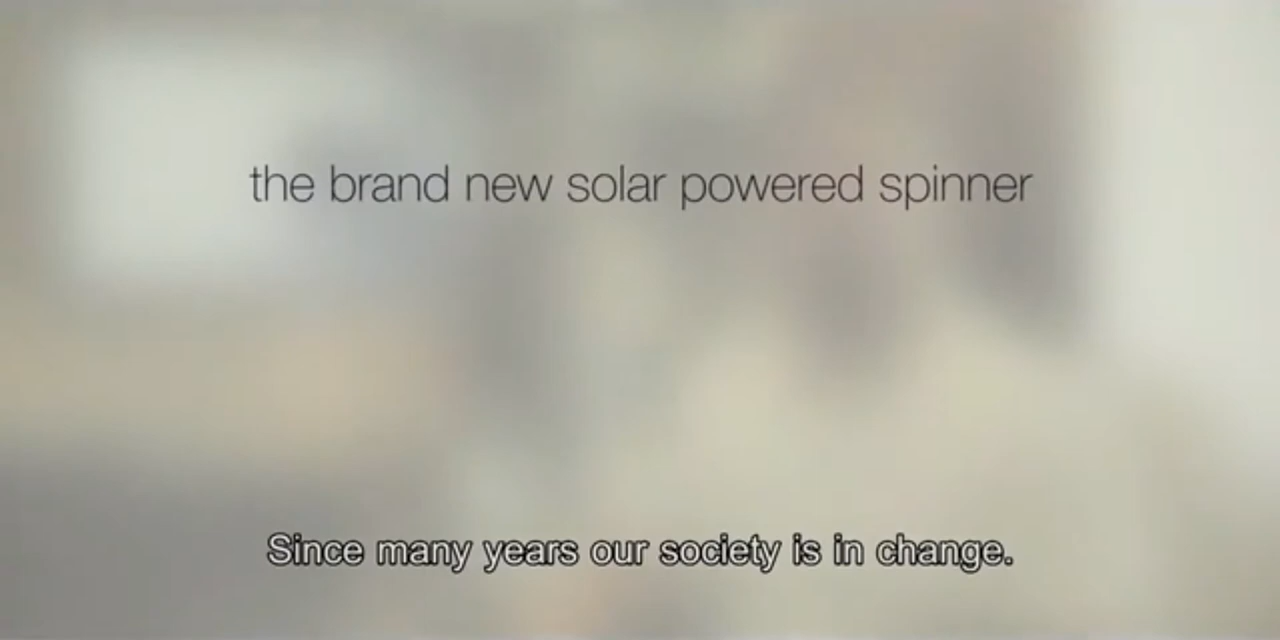 the brand new solar powered spinner
Since many years our society is in change.